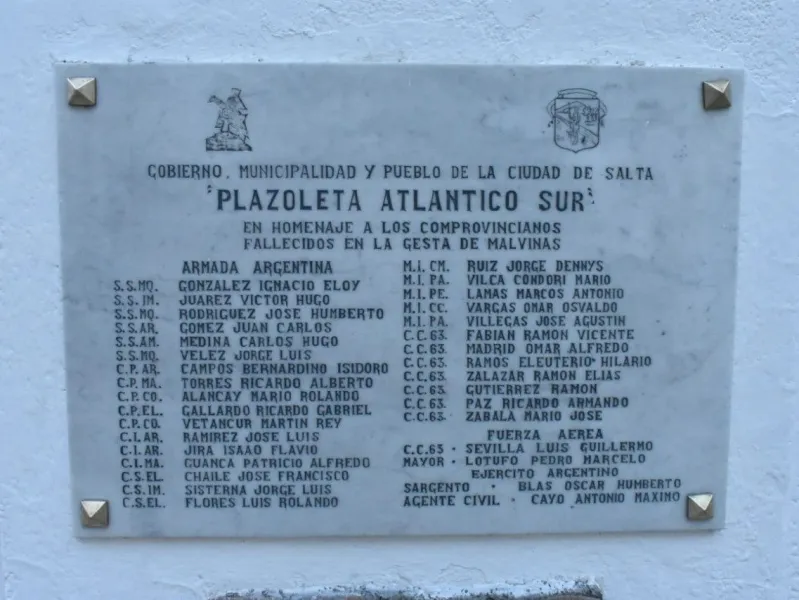 GOBIERNO, MUNICIPALIDAD Y PUEBLO DE LA CIUDAD DE SALTA
"PLAZOLETA ATLANTICO SUR"
EN HOMENAJE A LOS COMPROVINCIANOS
FALLECIDOS EN LA GESTA DE MALVINAS
ARMADA ARGENTINA
S.S.MQ. GONZALEZ IGNACIO ELOY
S.S.IM. JUAREZ VICTOR HUGO
S.S.MQ. RODRIGUEZ JOSE HUMBERTO
S.S.AR. GOMEZ JUAN CARLOS
S.S.AM. MEDINA CARLOS HUGO
S.S.MQ. VELEZ JORGE LUIS
C.P.AR. CAMPOS BERNARDINO ISIDORO
C.P.MA. TORRES RICARDO ALBERTO
C.P.CO. ALANCAY MARIO ROLANDO
C.P.EL. GALLARDO RICARDO GABRIEL
C.P.CO. VETANCUR MARTIN REY
C.I.AR. RAMIREZ JOSE LUIS
C.I.AR. JIRA ISAAO FLAVIO
C.I.MA. GUANCA PATRICIO ALFREDO
C.S.EL. CHAILE JOSE FRANCISCO
C.S.IM. SISTERNA JORGE LUIS
C.S.EL. FLORES LUIS ROLANDO
M.I.CM. RUIZ JORGE DENNYS
M.I.PA. VILCA CONDORI MARIO
M.I.PE. LAMAS MARCOS ANTONIO
M.I.CC. VARGAS OMAR OSVALDO
M.I.PA. VILLEGAS JOSE AGUSTIN
C.C.63. FABIAN RAMON VICENTE
C.C.63. MADRID OMAR ALFREDO
C.C.63. RAMOS ELEUTERIO HILARIO
C.C.63. ZALAZAR RAMON ELIAS
C.C.63. GUTIERREZ RAMON
C.C.63. PAZ RICARDO ARMANDO
C.C.63. ZABALA MARIO JOSE
FUERZA AEREA
C.C.63 · SEVILLA LUIS GUILLERMO
MAYOR · LOTUFO PEDRO MARCELO
EJERCITO ARGENTINO
SARGENTO · BLAS OSCAR HUMBERTO
AGENTE CIVIL · CAYO ANTONIO MAXIMO